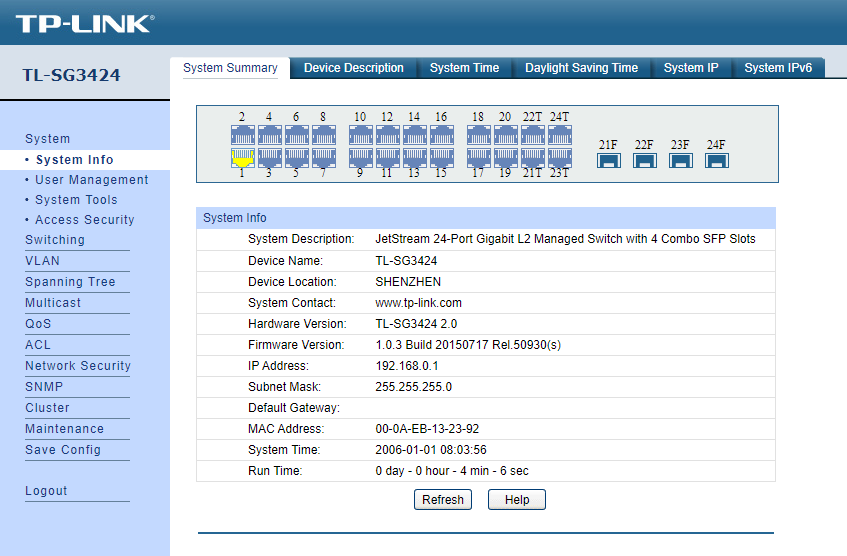 TP-LINK®
TL-SG3424
System Summary Device Description System Time Daylight Saving Time System IP System IPv6
System
• System Info
• User Management
• System Tools
• Access Security
Switching
VLAN
Spanning Tree
Multicast
QoS
ACL
Network Security
SNMP
Cluster
Maintenance
Save Config
Logout
2 4 6 8 10 12 14 16 18 20 22T 24T
21F 22F 23F 24F
1 3 5 7 9 11 13 15 17 19 21T 23T
System Info
System Description: JetStream 24-Port Gigabit L2 Managed Switch with 4 Combo SFP Slots
Device Name: TL-SG3424
Device Location: SHENZHEN
System Contact: www.tp-link.com
Hardware Version: TL-SG3424 2.0
Firmware Version: 1.0.3 Build 20150717 Rel.50930(s)
IP Address: 192.168.0.1
Subnet Mask: 255.255.255.0
Default Gateway:
MAC Address: 00-0A-EB-13-23-92
System Time: 2006-01-01 08:03:56
Run Time: 0 day - 0 hour - 4 min - 6 sec
Refresh Help